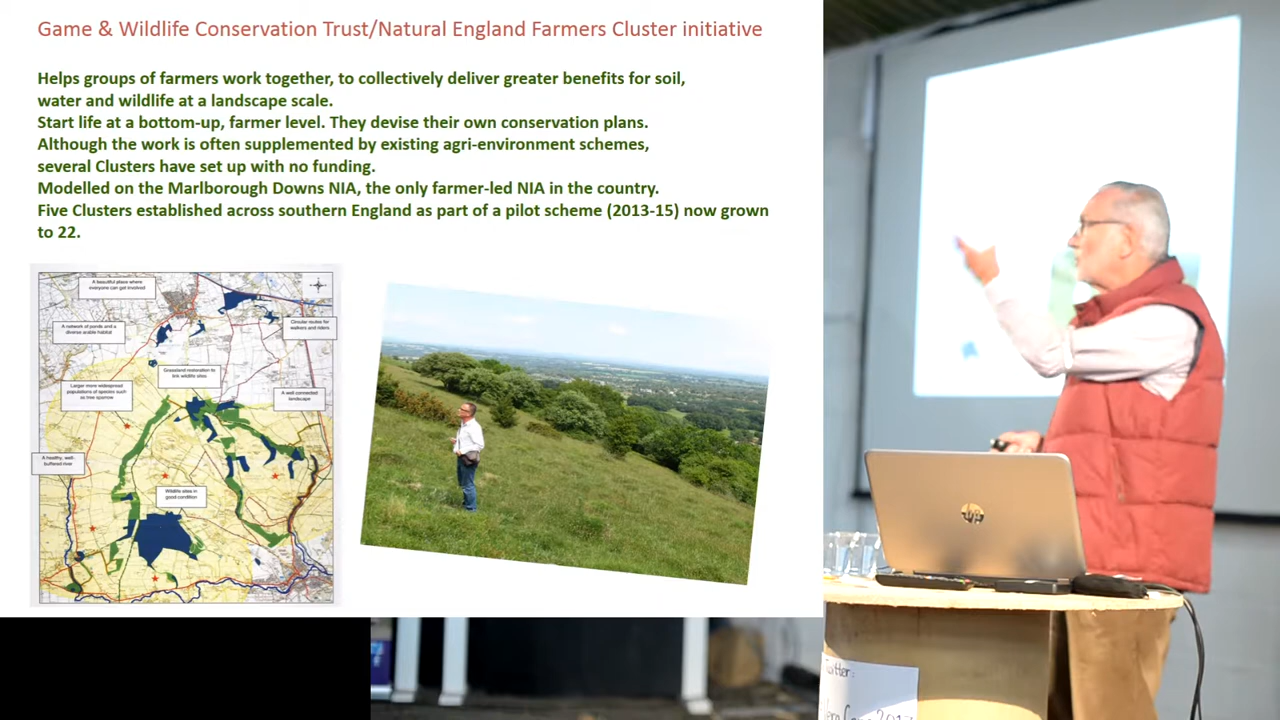 Game & Wildlife Conservation Trust/Natural England Farmers Cluster initiative
Helps groups of farmers work together, to collectively deliver greater benefits for soil,
water and wildlife at a landscape scale.
Start life at a bottom-up, farmer level. They devise their own conservation plans.
Although the work is often supplemented by existing agri-environment schemes,
several Clusters have set up with no funding.
Modelled on the Marlborough Downs NIA, the only farmer-led NIA in the country.
Five Clusters established across southern England as part of a pilot scheme (2013-15) now grown
to 22.
A beautiful place where
everyone can get involved
A network of ponds and a
diverse arable habitat
Circular routes for
walkers and riders
Grassland restoration to
link wildlife sites
Larger more widespread
populations of species such
as tree sparrow
A well connected
landscape
A healthy, well-
buffered river
Wildlife sites in
good condition
hp